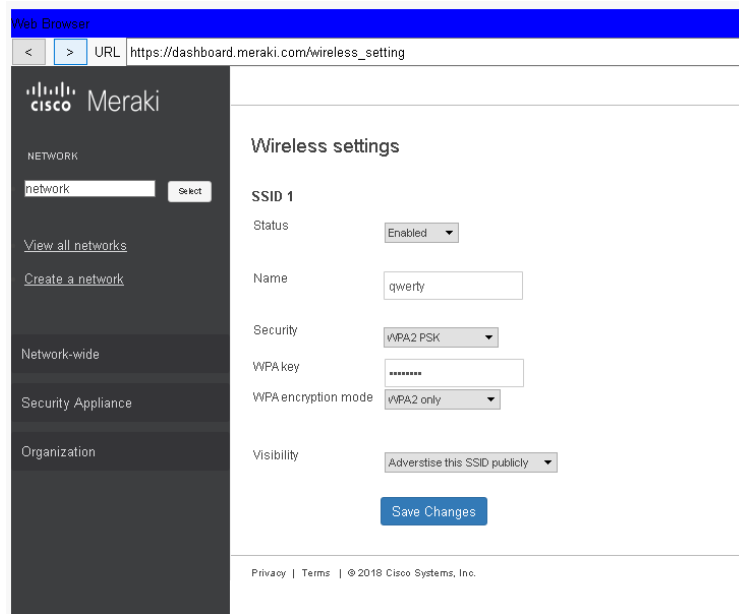 Web Browser
< > URL https://dashboard.meraki.com/wireless_setting
cisco Meraki
NETWORK
network Select
View all networks
Create a network
Network-wide
Security Appliance
Organization
Wireless settings
SSID 1
Status Enabled
Name qwerty
Security WPA2 PSK
WPA key ••••••••
WPA encryption mode WPA2 only
Visibility Adverstise this SSID publicly
Save Changes
Privacy | Terms | © 2018 Cisco Systems, Inc.